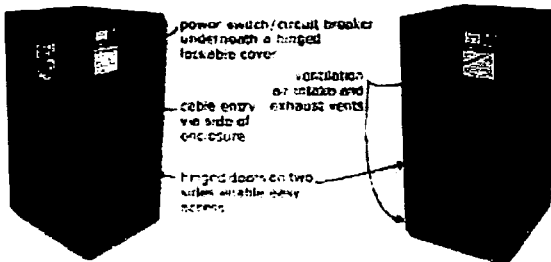 power switch/circuit breaker
underneath a hinged
lockable cover
ventilation
air intake and
exhaust vents
cable entry
via side of
enclosure
hinged doors on two
sides enable easy
access